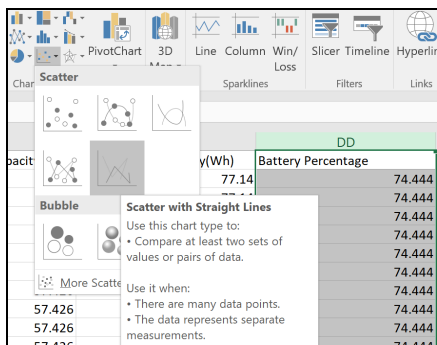 PivotChart 3D Line Column Win/ Slicer Timeline Hyperlin
Map Loss
Char Sparklines Filters Links
Scatter
DD
pacit y(Wh) Battery Percentage
77.14 74.444
74.444
Bubble
74.444
74.444
74.444
More Scatte 74.444
74.444
57.426 74.444
57.426 74.444
Scatter with Straight Lines
Use this chart type to:
• Compare at least two sets of
values or pairs of data.
Use it when:
• There are many data points.
• The data represents separate
measurements.